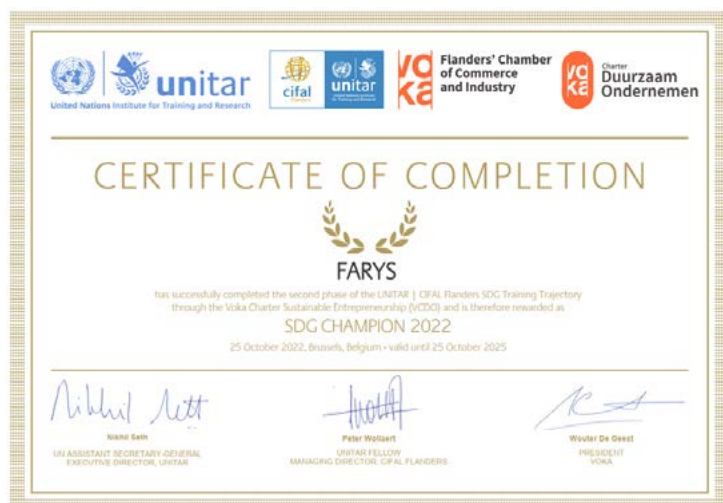 unitar
United Nations Institute for Training and Research
cifal
Flanders
unitar
voka
Flanders' Chamber
of Commerce
and Industry
voka
Charter
Duurzaam
Ondernemen
CERTIFICATE OF COMPLETION
FARYS
has successfully completed the second phase of the UNITAR | CIFAL Flanders SDG Training Trajectory
through the Voka Charter Sustainable Entrepreneurship (VCDO) and is therefore rewarded as
SDG CHAMPION 2022
25 October 2022, Brussels, Belgium • valid until 25 October 2025
Nikhil Seth
Peter Wollaert
Wouter De Geest
UN ASSISTANT SECRETARY-GENERAL
EXECUTIVE DIRECTOR, UNITAR
UNITAR FELLOW
MANAGING DIRECTOR, CIFAL FLANDERS
PRESIDENT
VOKA